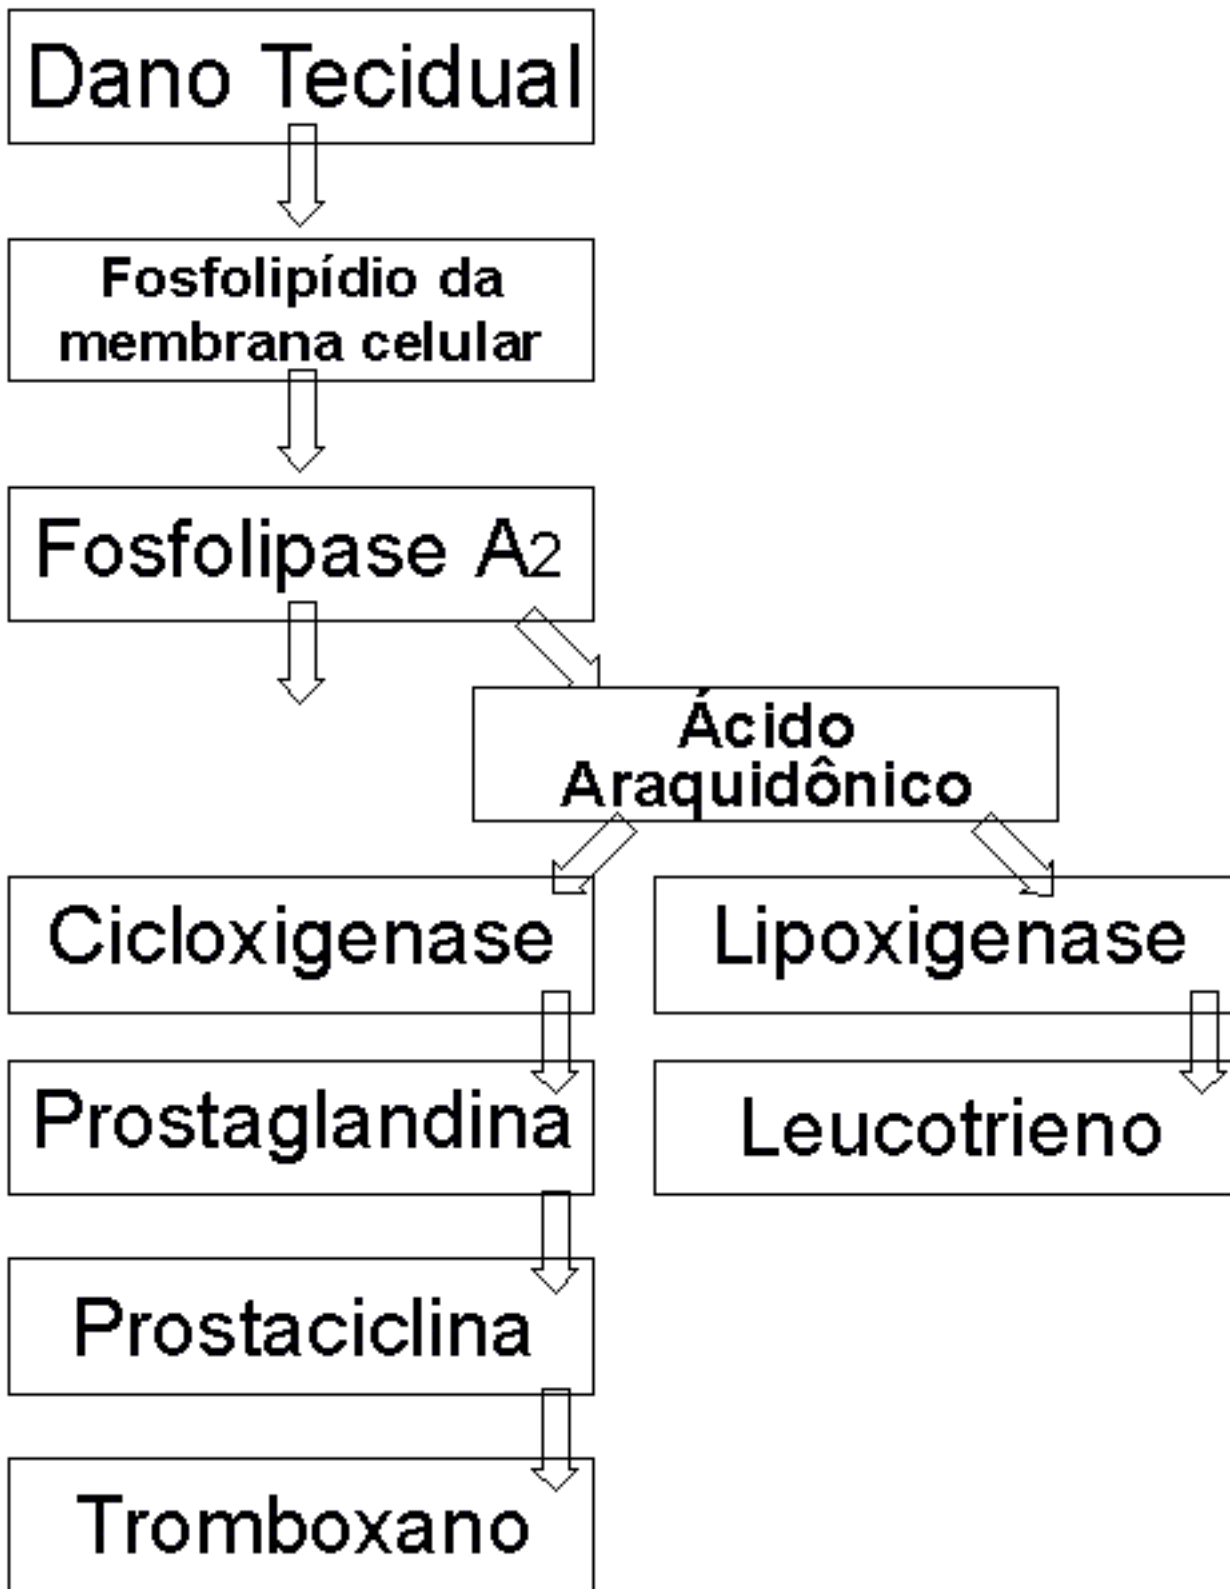 Dano Tecidual
Fosfolipídio da
membrana celular
Fosfolipase A2
Ácido
Araquidônico
Cicloxigenase
Lipoxigenase
Prostaglandina
Leucotrieno
Prostaciclina
Tromboxano